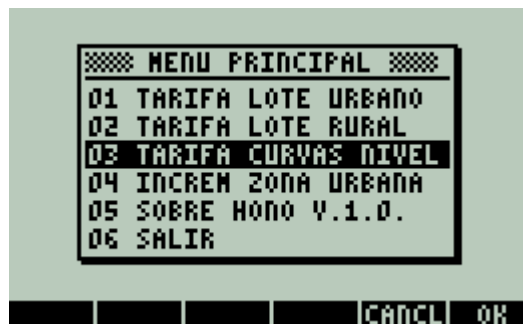 MENU PRINCIPAL
01 TARIFA LOTE URBANO
02 TARIFA LOTE RURAL
03 TARIFA CURVAS NIVEL
04 INCREM ZONA URBANA
05 SOBRE HONO V.1.0.
06 SALIR
CANCL OK